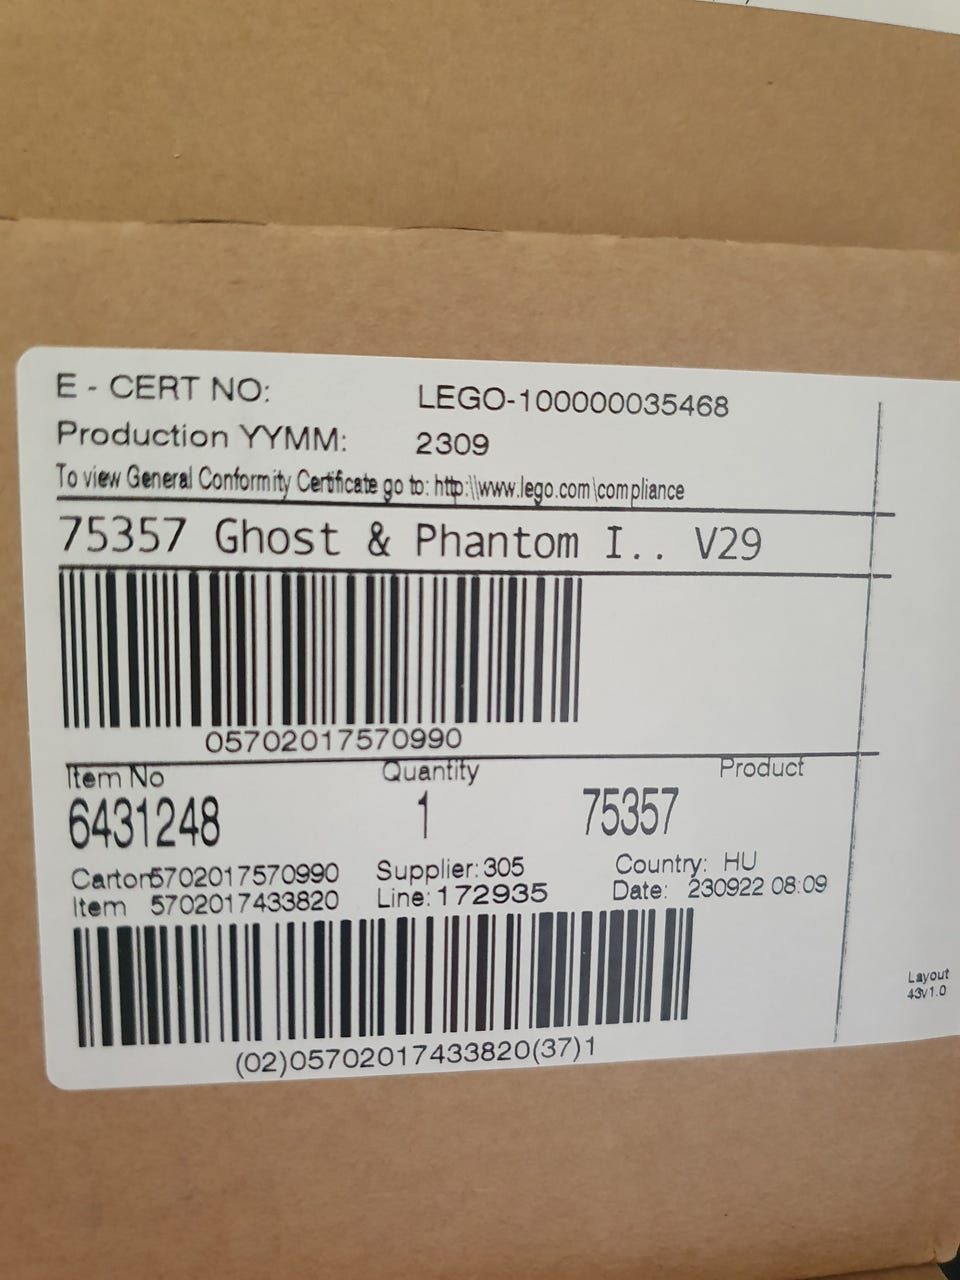 E - CERT NO: LEGO-100000035468
Production YYMM: 2309
To view General Conformity Certificate go to: http:\\www.lego.com\compliance
75357 Ghost & Phantom I.. V29
05702017570990
Item No Quantity Product
6431248 1 75357
Carton5702017570990 Supplier: 305 Country: HU
Item 5702017433820 Line: 172935 Date: 230922 08:09
Layout
43v1.0
(02)05702017433820(37)1